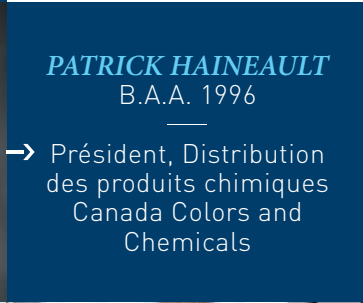 PATRICK HAINEAULT
B.A.A. 1996
Président, Distribution
des produits chimiques
Canada Colors and
Chemicals